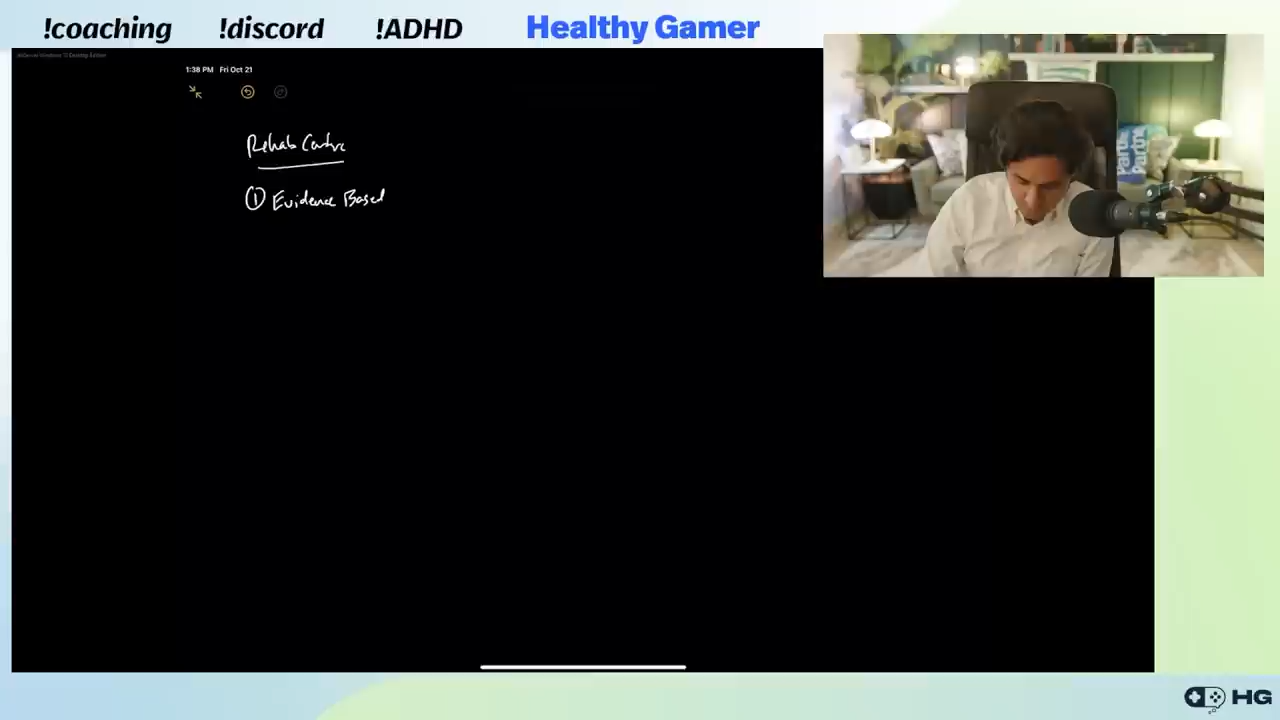 !coaching !discord !ADHD Healthy Gamer
1:38 PM Fri Oct 21
Rehab Centre
① Evidence Based
HG